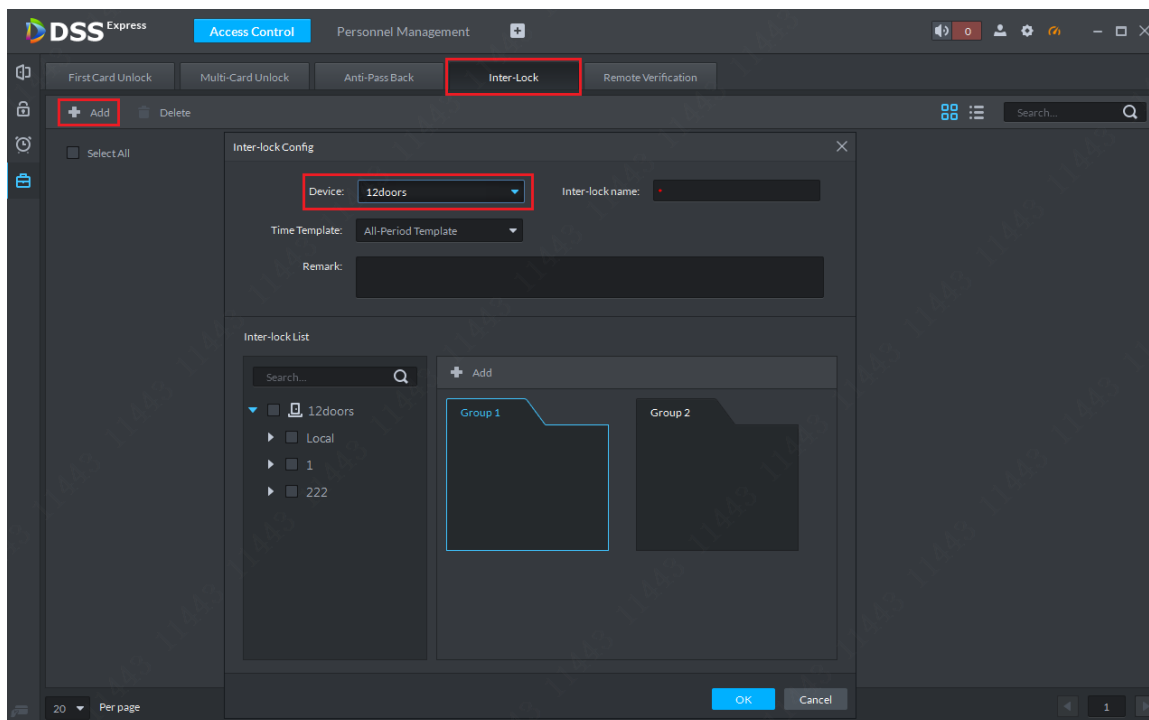 DSS Express Access Control Personnel Management 0
First Card Unlock Multi-Card Unlock Anti-Pass Back Inter-Lock Remote Verification
Add Delete Search...
Select All
Inter-lock Config
Device: 12doors Inter-lock name: *
Time Template: All-Period Template
Remark:
Inter-lock List
Search... Add
12doors Group 1 Group 2
Local
1
222
OK Cancel
20 Per page 1
11443 11443 11443